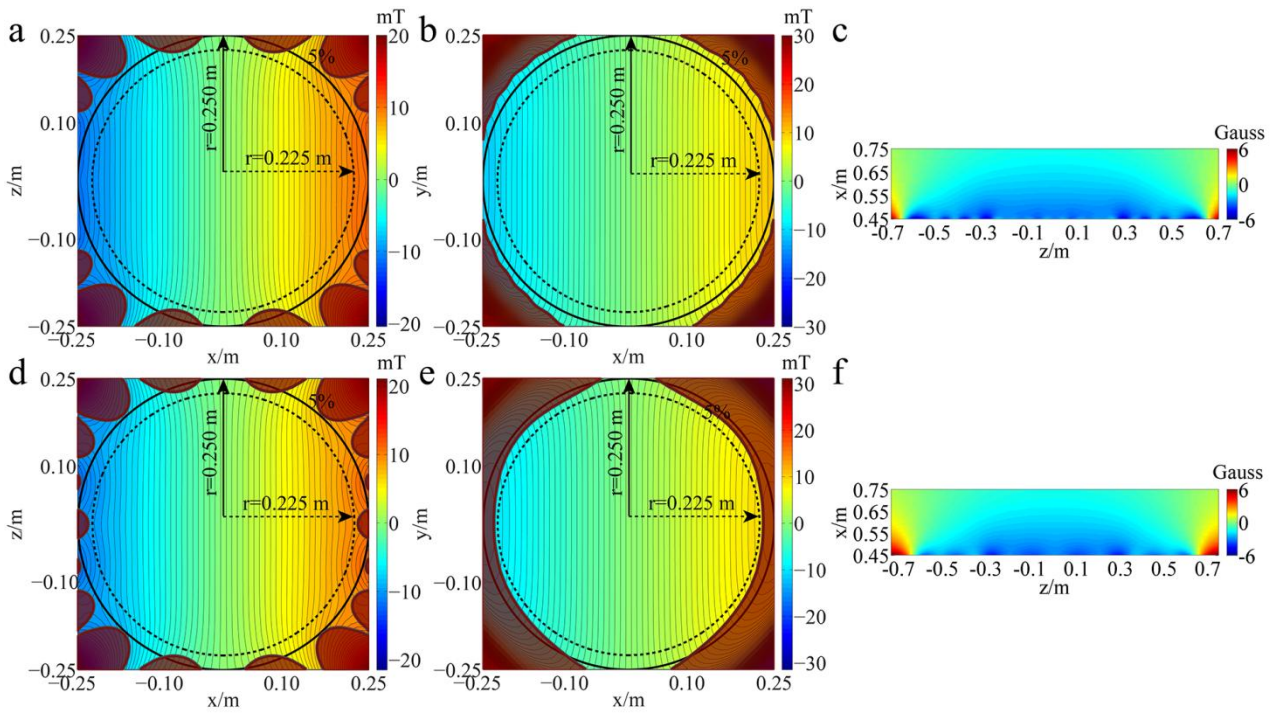 a
mT
0.25
0.10
−0.10
−0.25
z/m
−0.25
−0.10
0.10
0.25
x/m
5%
r=0.250 m
r=0.225 m
20
10
0
−10
−20
b
mT
0.25
0.10
−0.10
−0.25
y/m
−0.25
−0.10
0.10
0.25
x/m
5%
r=0.250 m
r=0.225 m
30
20
10
0
−10
−20
−30
c
Gauss
0.75
0.65
0.55
0.45
x/m
-0.7
-0.5
-0.3
-0.1
0.1
0.3
0.5
0.7
z/m
6
0
-6
d
mT
0.25
0.10
−0.10
−0.25
z/m
−0.25
−0.10
0.10
0.25
x/m
5%
r=0.250 m
r=0.225 m
20
10
0
−10
−20
e
mT
0.25
0.10
−0.10
−0.25
y/m
−0.25
−0.10
0.10
0.25
x/m
5%
r=0.250 m
r=0.225 m
30
20
10
0
−10
−20
−30
f
Gauss
0.75
0.65
0.55
0.45
x/m
-0.7
-0.5
-0.3
-0.1
0.1
0.3
0.5
0.7
z/m
6
0
-6